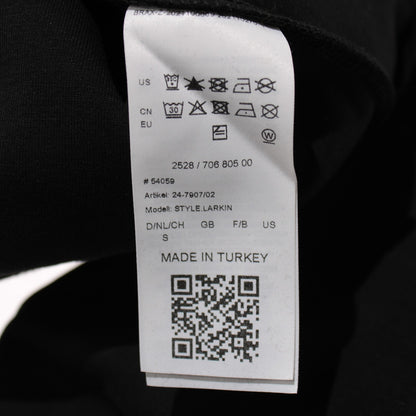 US
CN
30
EU
W
2528 / 706 805 00
# 54059
Artikel: 24-7907/02
Modell: STYLE.LARKIN
D/NL/CH GB F/B US
S
MADE IN TURKEY